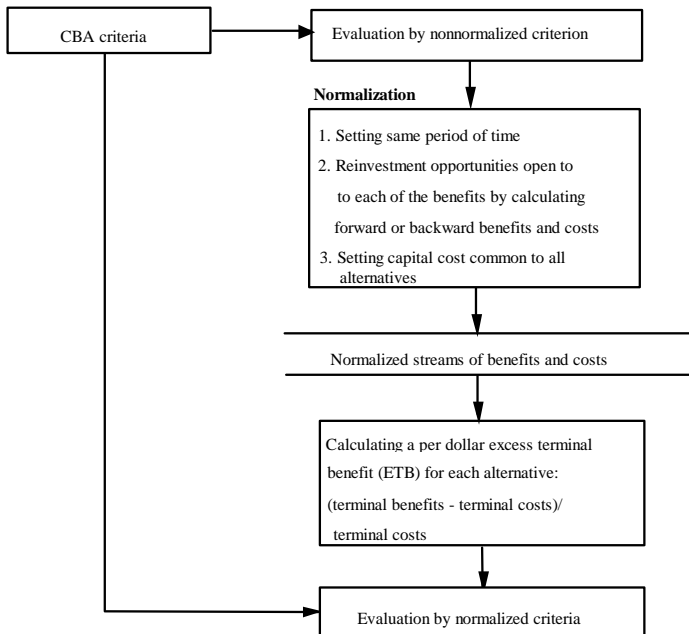 CBA criteria
Evaluation by nonnormalized criterion
Normalization
1. Setting same period of time
2. Reinvestment opportunities open to
to each of the benefits by calculating
forward or backward benefits and costs
3. Setting capital cost common to all
alternatives
Normalized streams of benefits and costs
Calculating a per dollar excess terminal
benefit (ETB) for each alternative:
(terminal benefits - terminal costs)/
terminal costs
Evaluation by normalized criteria